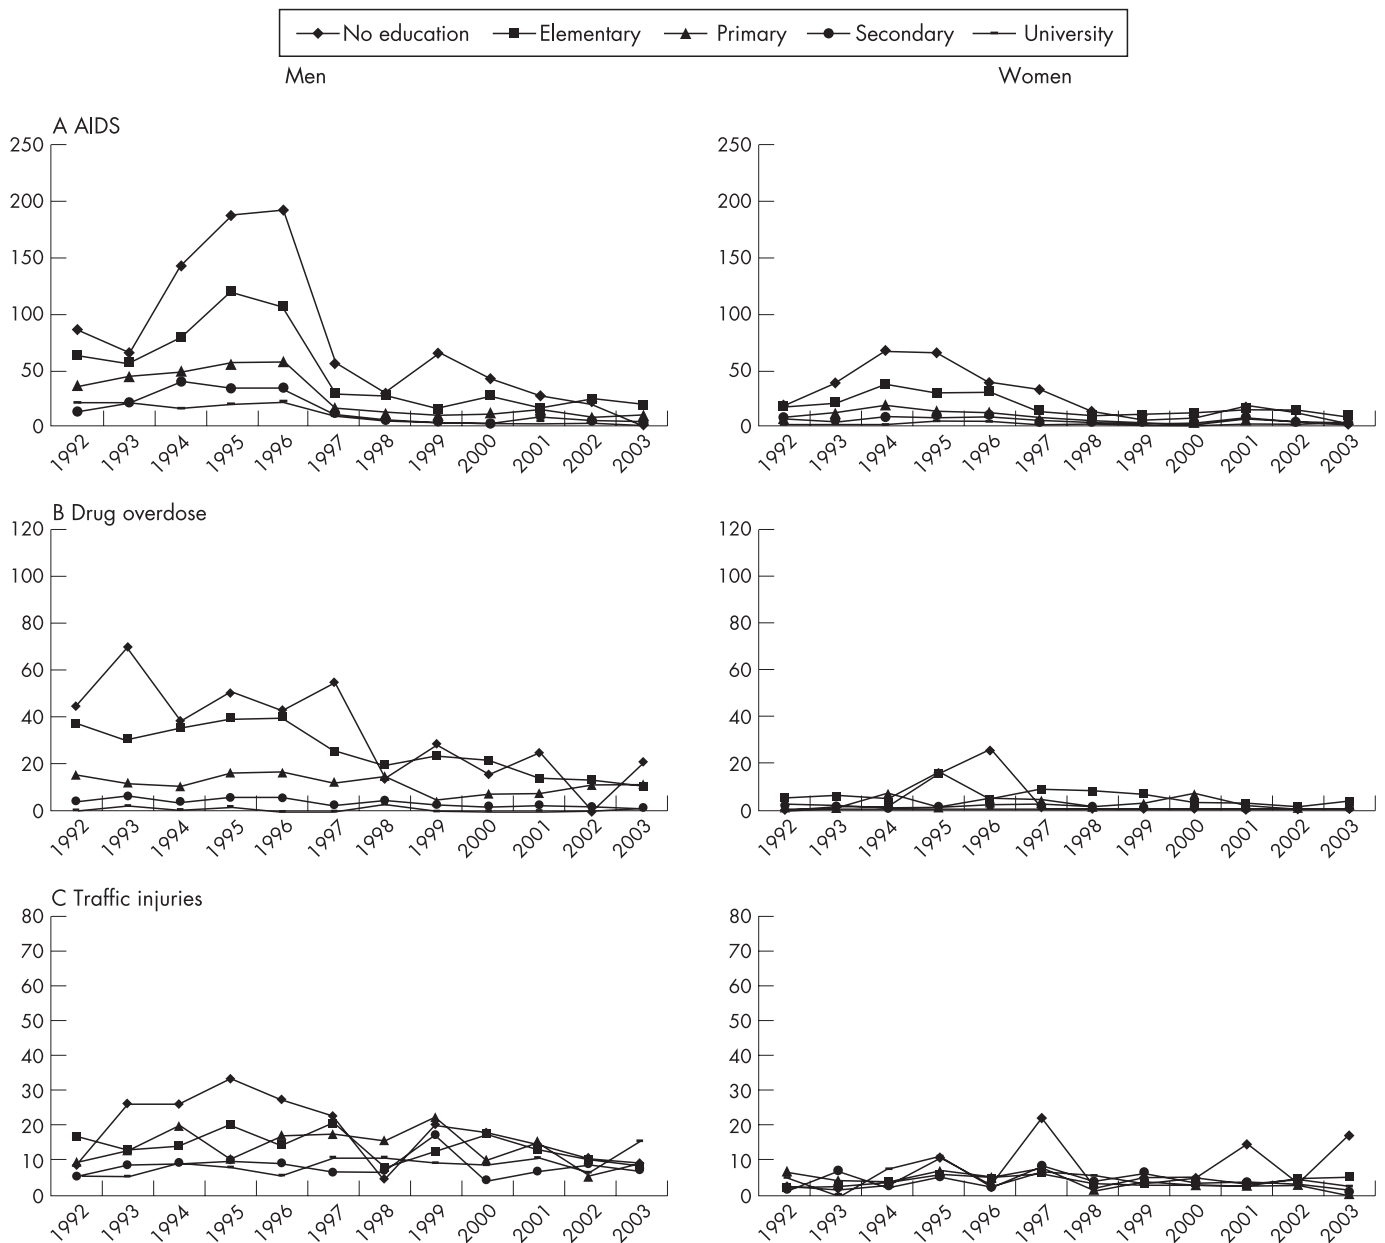 No education Elementary Primary Secondary University
Men Women
A AIDS
250 250
200 200
150 150
100 100
50 50
0 0
1992 1993 1994 1995 1996 1997 1998 1999 2000 2001 2002 2003 1992 1993 1994 1995 1996 1997 1998 1999 2000 2001 2002 2003
B Drug overdose
120 120
100 100
80 80
60 60
40 40
20 20
0 0
1992 1993 1994 1995 1996 1997 1998 1999 2000 2001 2002 2003 1992 1993 1994 1995 1996 1997 1998 1999 2000 2001 2002 2003
C Traffic injuries
80 80
70 70
60 60
50 50
40 40
30 30
20 20
10 10
0 0
1992 1993 1994 1995 1996 1997 1998 1999 2000 2001 2002 2003 1992 1993 1994 1995 1996 1997 1998 1999 2000 2001 2002 2003